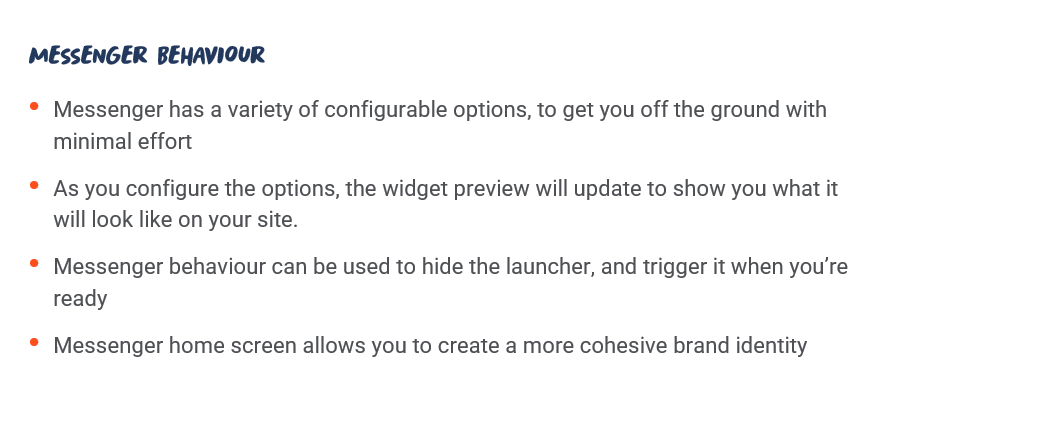 MESSENGER BEHAVIOUR
• Messenger has a variety of configurable options, to get you off the ground with
minimal effort
• As you configure the options, the widget preview will update to show you what it
will look like on your site.
• Messenger behaviour can be used to hide the launcher, and trigger it when you’re
ready
• Messenger home screen allows you to create a more cohesive brand identity